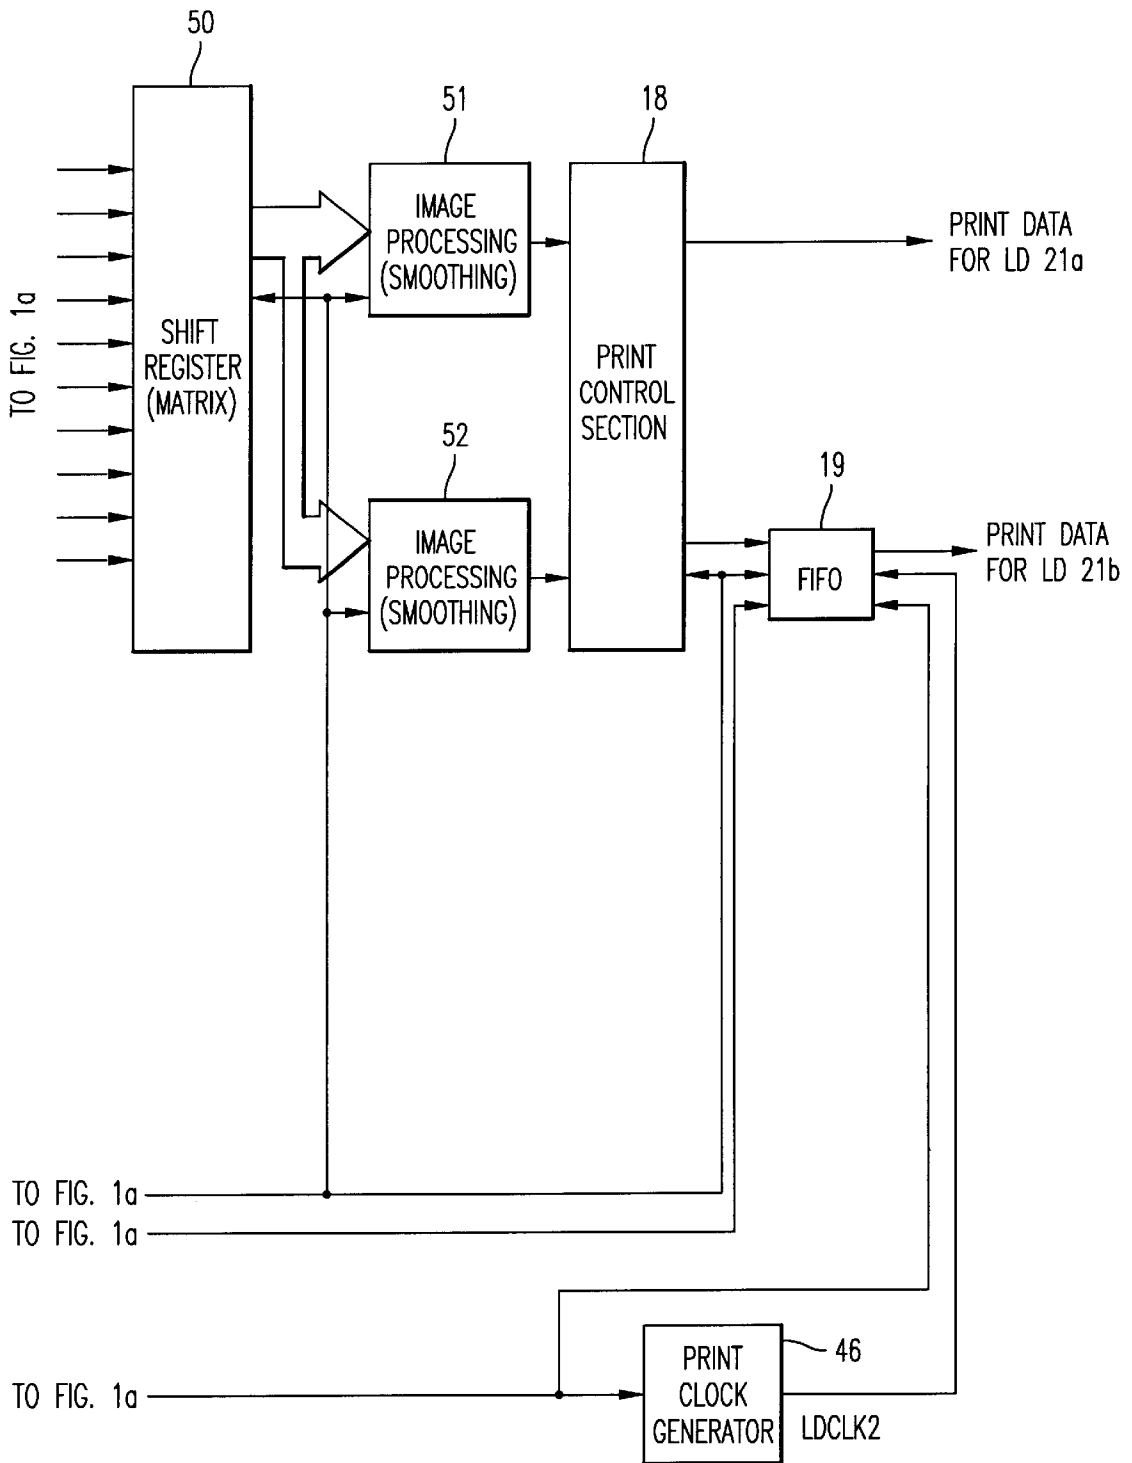 50
51
18
IMAGE
PROCESSING
(SMOOTHING)
PRINT DATA
FOR LD 21a
TO FIG. 1a
SHIFT
REGISTER
(MATRIX)
PRINT
CONTROL
SECTION
52
19
IMAGE
PROCESSING
(SMOOTHING)
FIFO
PRINT DATA
FOR LD 21b
TO FIG. 1a
TO FIG. 1a
TO FIG. 1a
PRINT
CLOCK
GENERATOR
46
LDCLK2